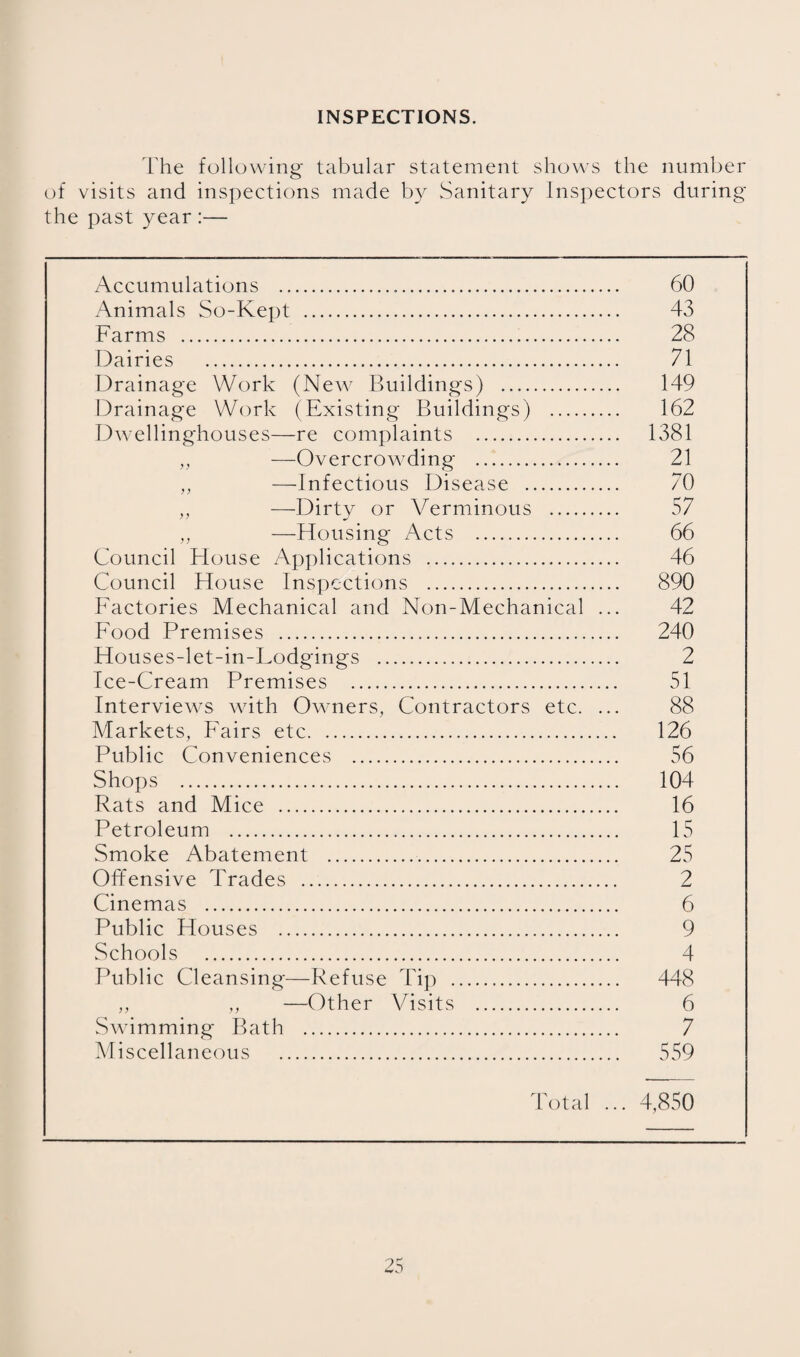 INSPECTIONS.
The following tabular statement shows the number
of visits and inspections made by Sanitary Inspectors during
the past year :—
Accumulations ... 60
Animals So-Kept ... 43
Farms ... 28
Dairies ... 71
Drainage Work (New Buildings) ... 149
Drainage Work (Existing Buildings) ... 162
Dwellinghouses—re complaints ... 1381
,, —Overcrowding ... 21
,, —Infectious Disease ... 70
,, —Dirty or Verminous ... 57
,, —Housing Acts ... 66
Council House Applications ... 46
Council House Inspections ... 890
Factories Mechanical and Non-Mechanical ... 42
Food Premises ... 240
Houses-let-in-Lodgings ... 2
Ice-Cream Premises ... 51
Interviews with Owners, Contractors etc. ... 88
Markets, Fairs etc. ... 126
Public Conveniences ... 56
Shops ... 104
Rats and Mice ... 16
Petroleum ... 15
Smoke Abatement ... 25
Offensive Trades ... 2
Cinemas ... 6
Public Houses ... 9
Schools ... 4
Public Cleansing—Refuse Tip ... 448
,, ,, —Other Visits ... 6
Swimming Bath ... 7
Miscellaneous ... 559
Total ... 4,850
25